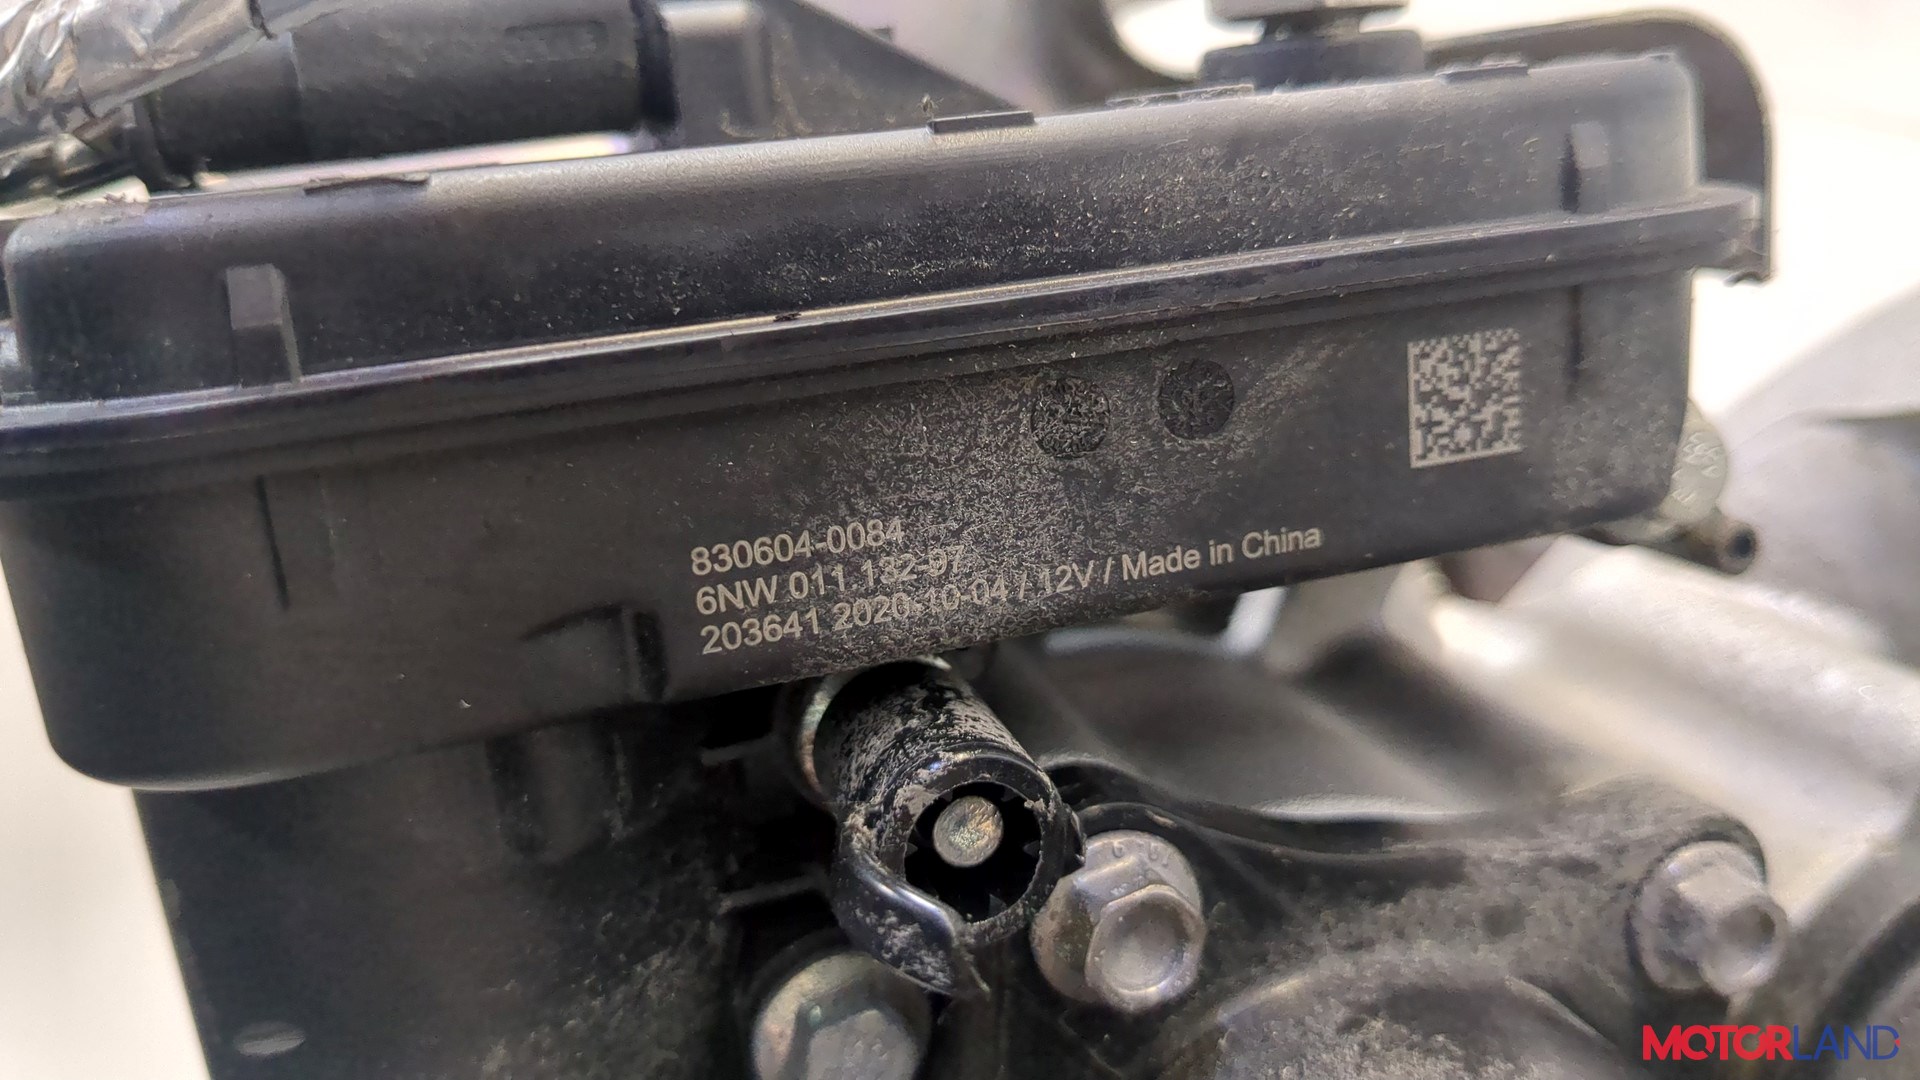 830604-0084
6NW 011 132-97
203641 2020-10-04 / 12V / Made in China
MOTORLAND